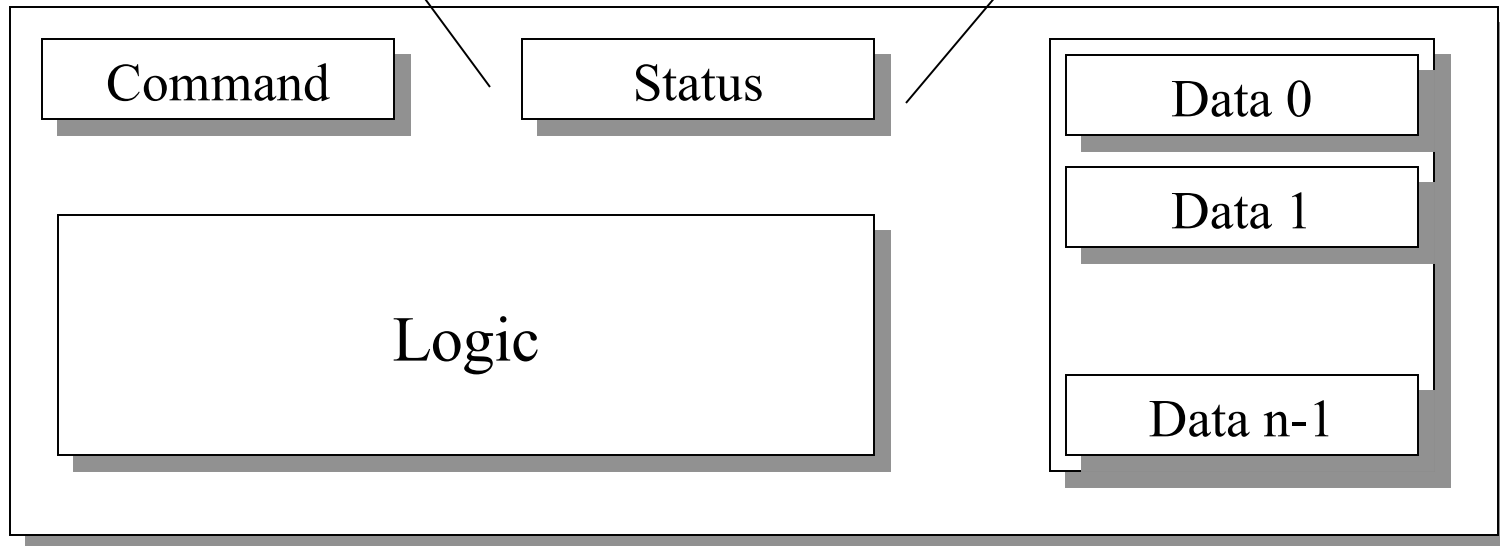 Command
Status
Data 0
Data 1
Logic
Data n-1